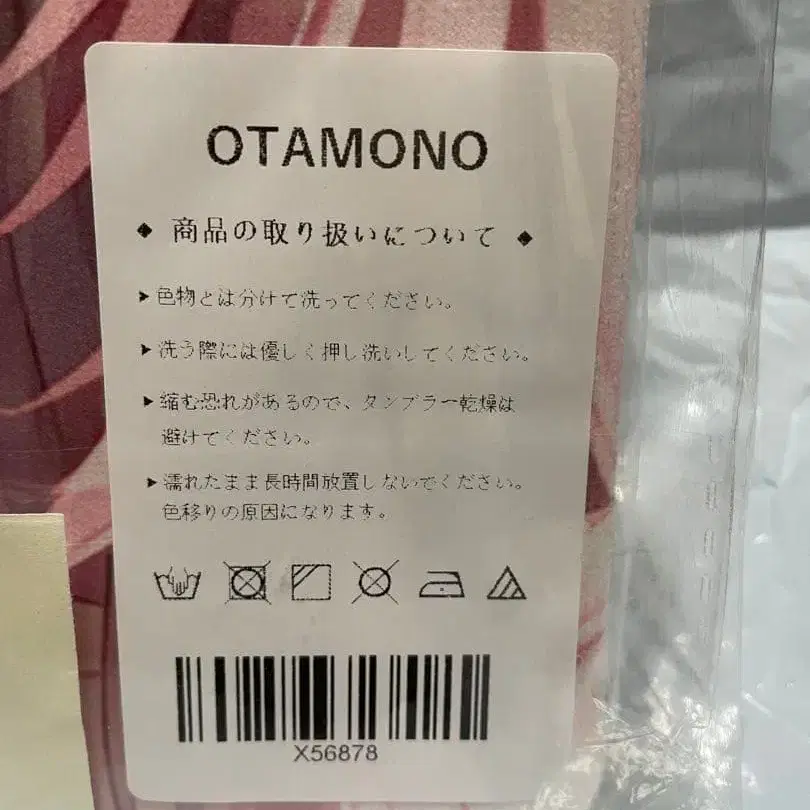 OTAMONO
◆ 商品の取り扱いについて ◆
▶色物とは分けて洗ってください。
▶洗う際には優しく押し洗いしてください。
▶縮む恐れがあるので、タンブラー乾燥は
避けてください。
▶濡れたまま長時間放置しないでください。
色移りの原因になります。
X56878